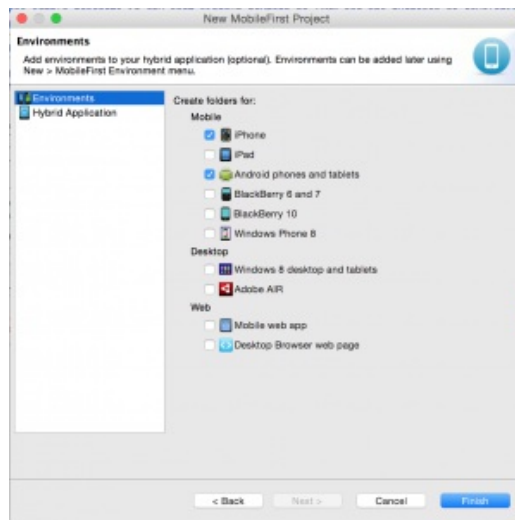 New MobileFirst Project
Environments
Add environments to your hybrid application (optional). Environments can be added later using
New > MobileFirst Environment menu.
Environments
Hybrid Application
Create folders for:
Mobile
iPhone
iPad
Android phones and tablets
BlackBerry 6 and 7
BlackBerry 10
Windows Phone 8
Desktop
Windows 8 desktop and tablets
Adobe AIR
Web
Mobile web app
Desktop Browser web page
< Back
Next >
Cancel
Finish